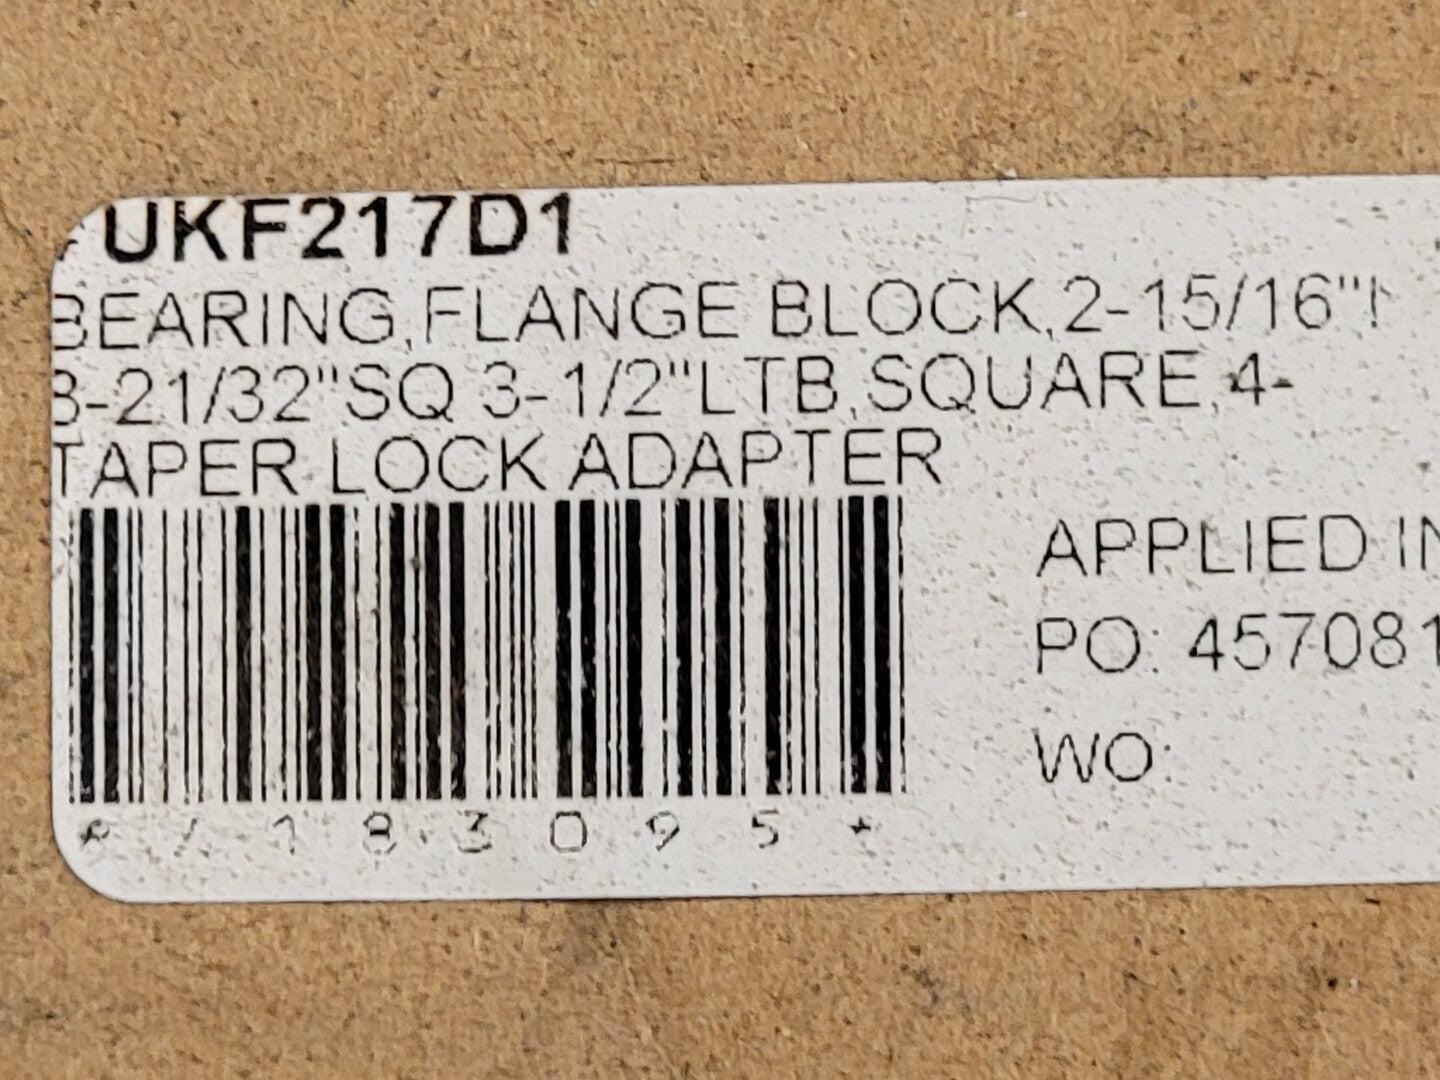 UKF217D1
BEARING,FLANGE BLOCK,2-15/16"
3-21/32"SQ 3-1/2"LTB,SQUARE,4-
TAPER LOCK ADAPTER
APPLIED IN
PO: 457081
WO: